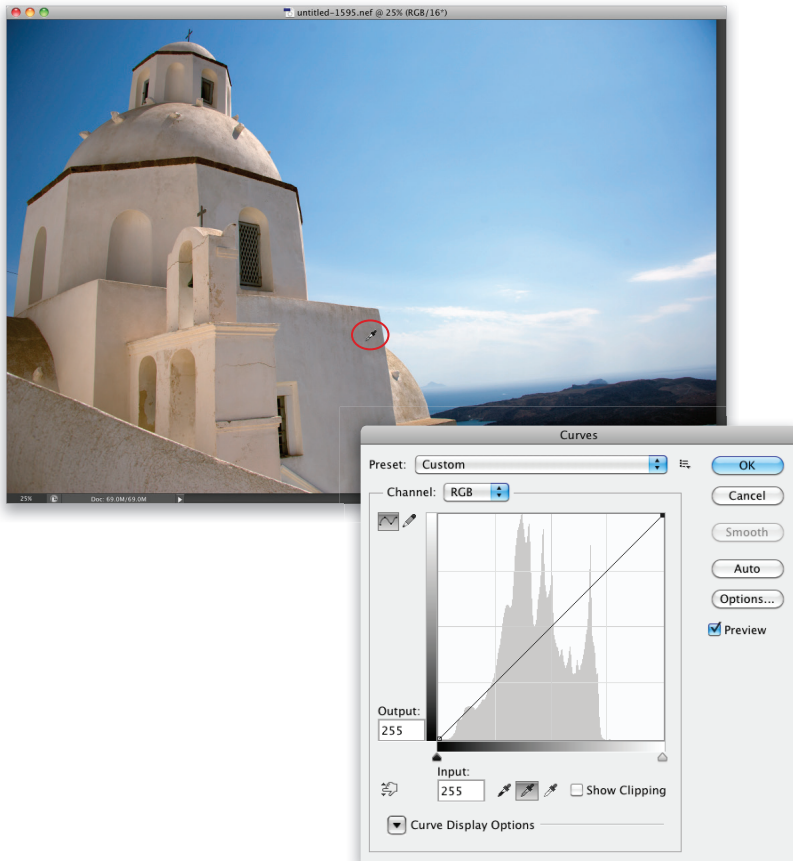 untitled-1595.nef @ 25% (RGB/16*)
25%
Doc: 69.0M/69.0M
Curves
Preset: Custom
OK
Channel: RGB
Cancel
Smooth
Auto
Options...
Preview
Output:
255
Input:
255
Show Clipping
Curve Display Options